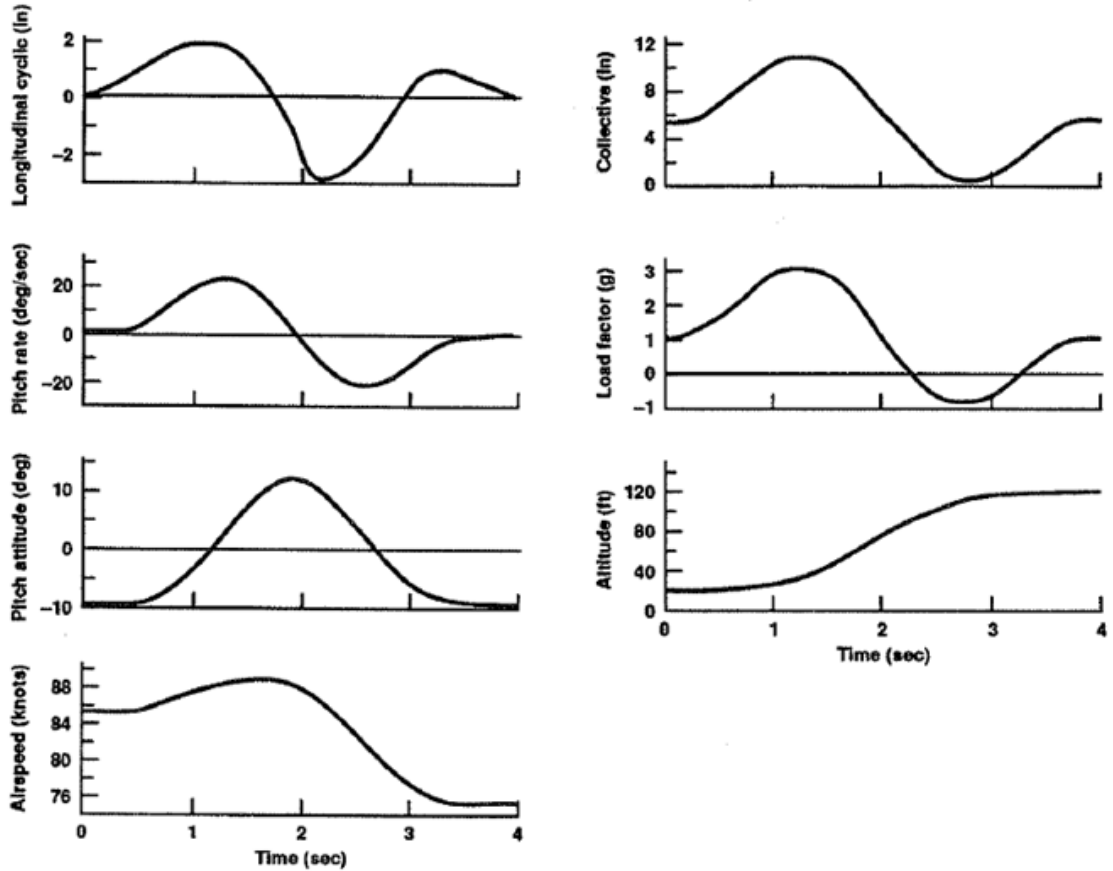 Longitudinal cyclic (in)
2
0
−2
Pitch rate (deg/sec)
20
0
−20
Pitch attitude (deg)
10
0
−10
Airspeed (knots)
88
84
80
76
0 1 2 3 4
Time (sec)
Collective (in)
12
8
4
0
Load factor (g)
3
2
1
0
−1
Altitude (ft)
120
80
40
0
0 1 2 3 4
Time (sec)